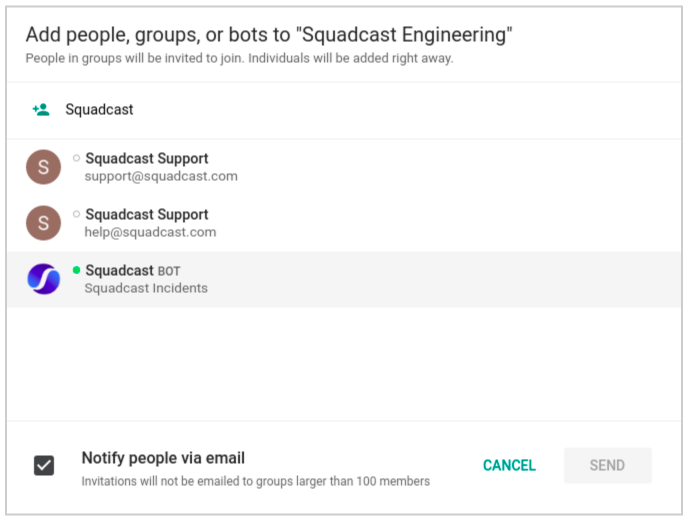 Add people, groups, or bots to "Squadcast Engineering"
People in groups will be invited to join. Individuals will be added right away.
Squadcast
S
Squadcast Support
support@squadcast.com
S
Squadcast Support
help@squadcast.com
Squadcast BOT
Squadcast Incidents
Notify people via email
Invitations will not be emailed to groups larger than 100 members
CANCEL
SEND